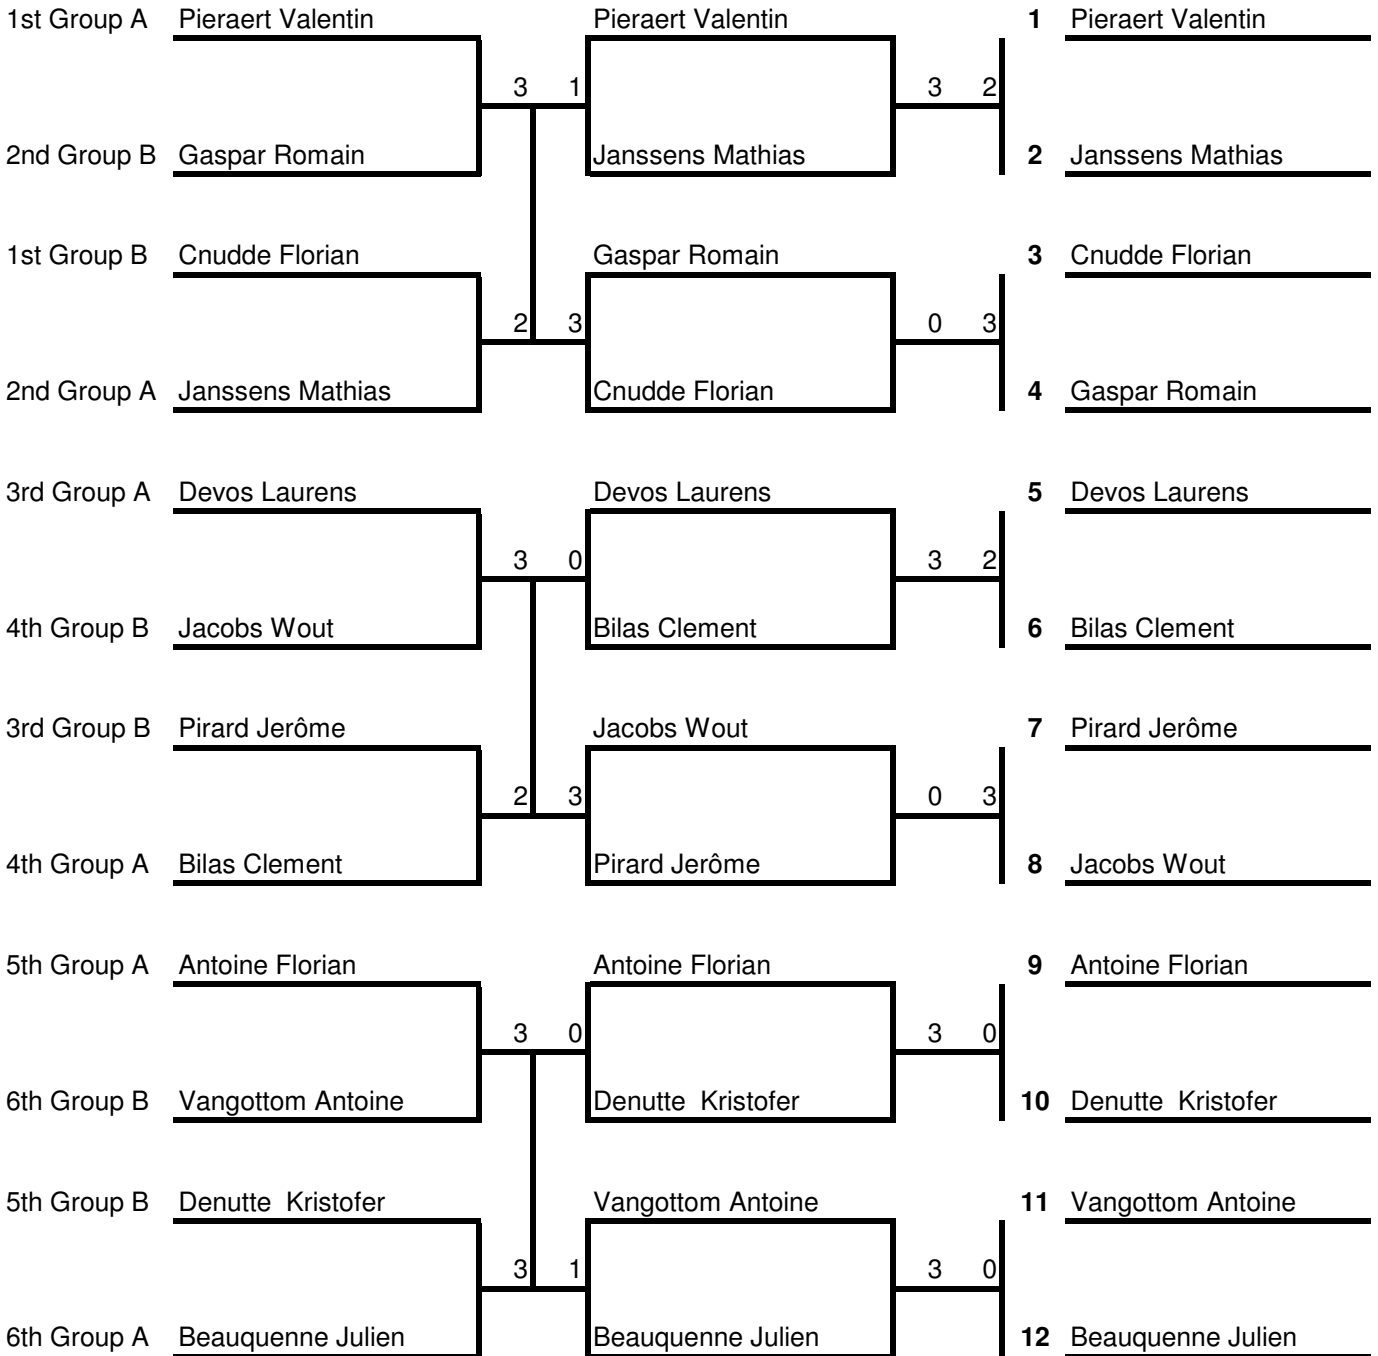 1st Group A Pieraert Valentin Pieraert Valentin 1 Pieraert Valentin
3 1 3 2
2nd Group B Gaspar Romain Janssens Mathias 2 Janssens Mathias
1st Group B Cnudde Florian Gaspar Romain 3 Cnudde Florian
2 3 0 3
2nd Group A Janssens Mathias Cnudde Florian 4 Gaspar Romain
3rd Group A Devos Laurens Devos Laurens 5 Devos Laurens
3 0 3 2
4th Group B Jacobs Wout Bilas Clement 6 Bilas Clement
3rd Group B Pirard Jerôme Jacobs Wout 7 Pirard Jerôme
2 3 0 3
4th Group A Bilas Clement Pirard Jerôme 8 Jacobs Wout
5th Group A Antoine Florian Antoine Florian 9 Antoine Florian
3 0 3 0
6th Group B Vangottom Antoine Denutte Kristofer 10 Denutte Kristofer
5th Group B Denutte Kristofer Vangottom Antoine 11 Vangottom Antoine
3 1 3 0
6th Group A Beauquenne Julien Beauquenne Julien 12 Beauquenne Julien